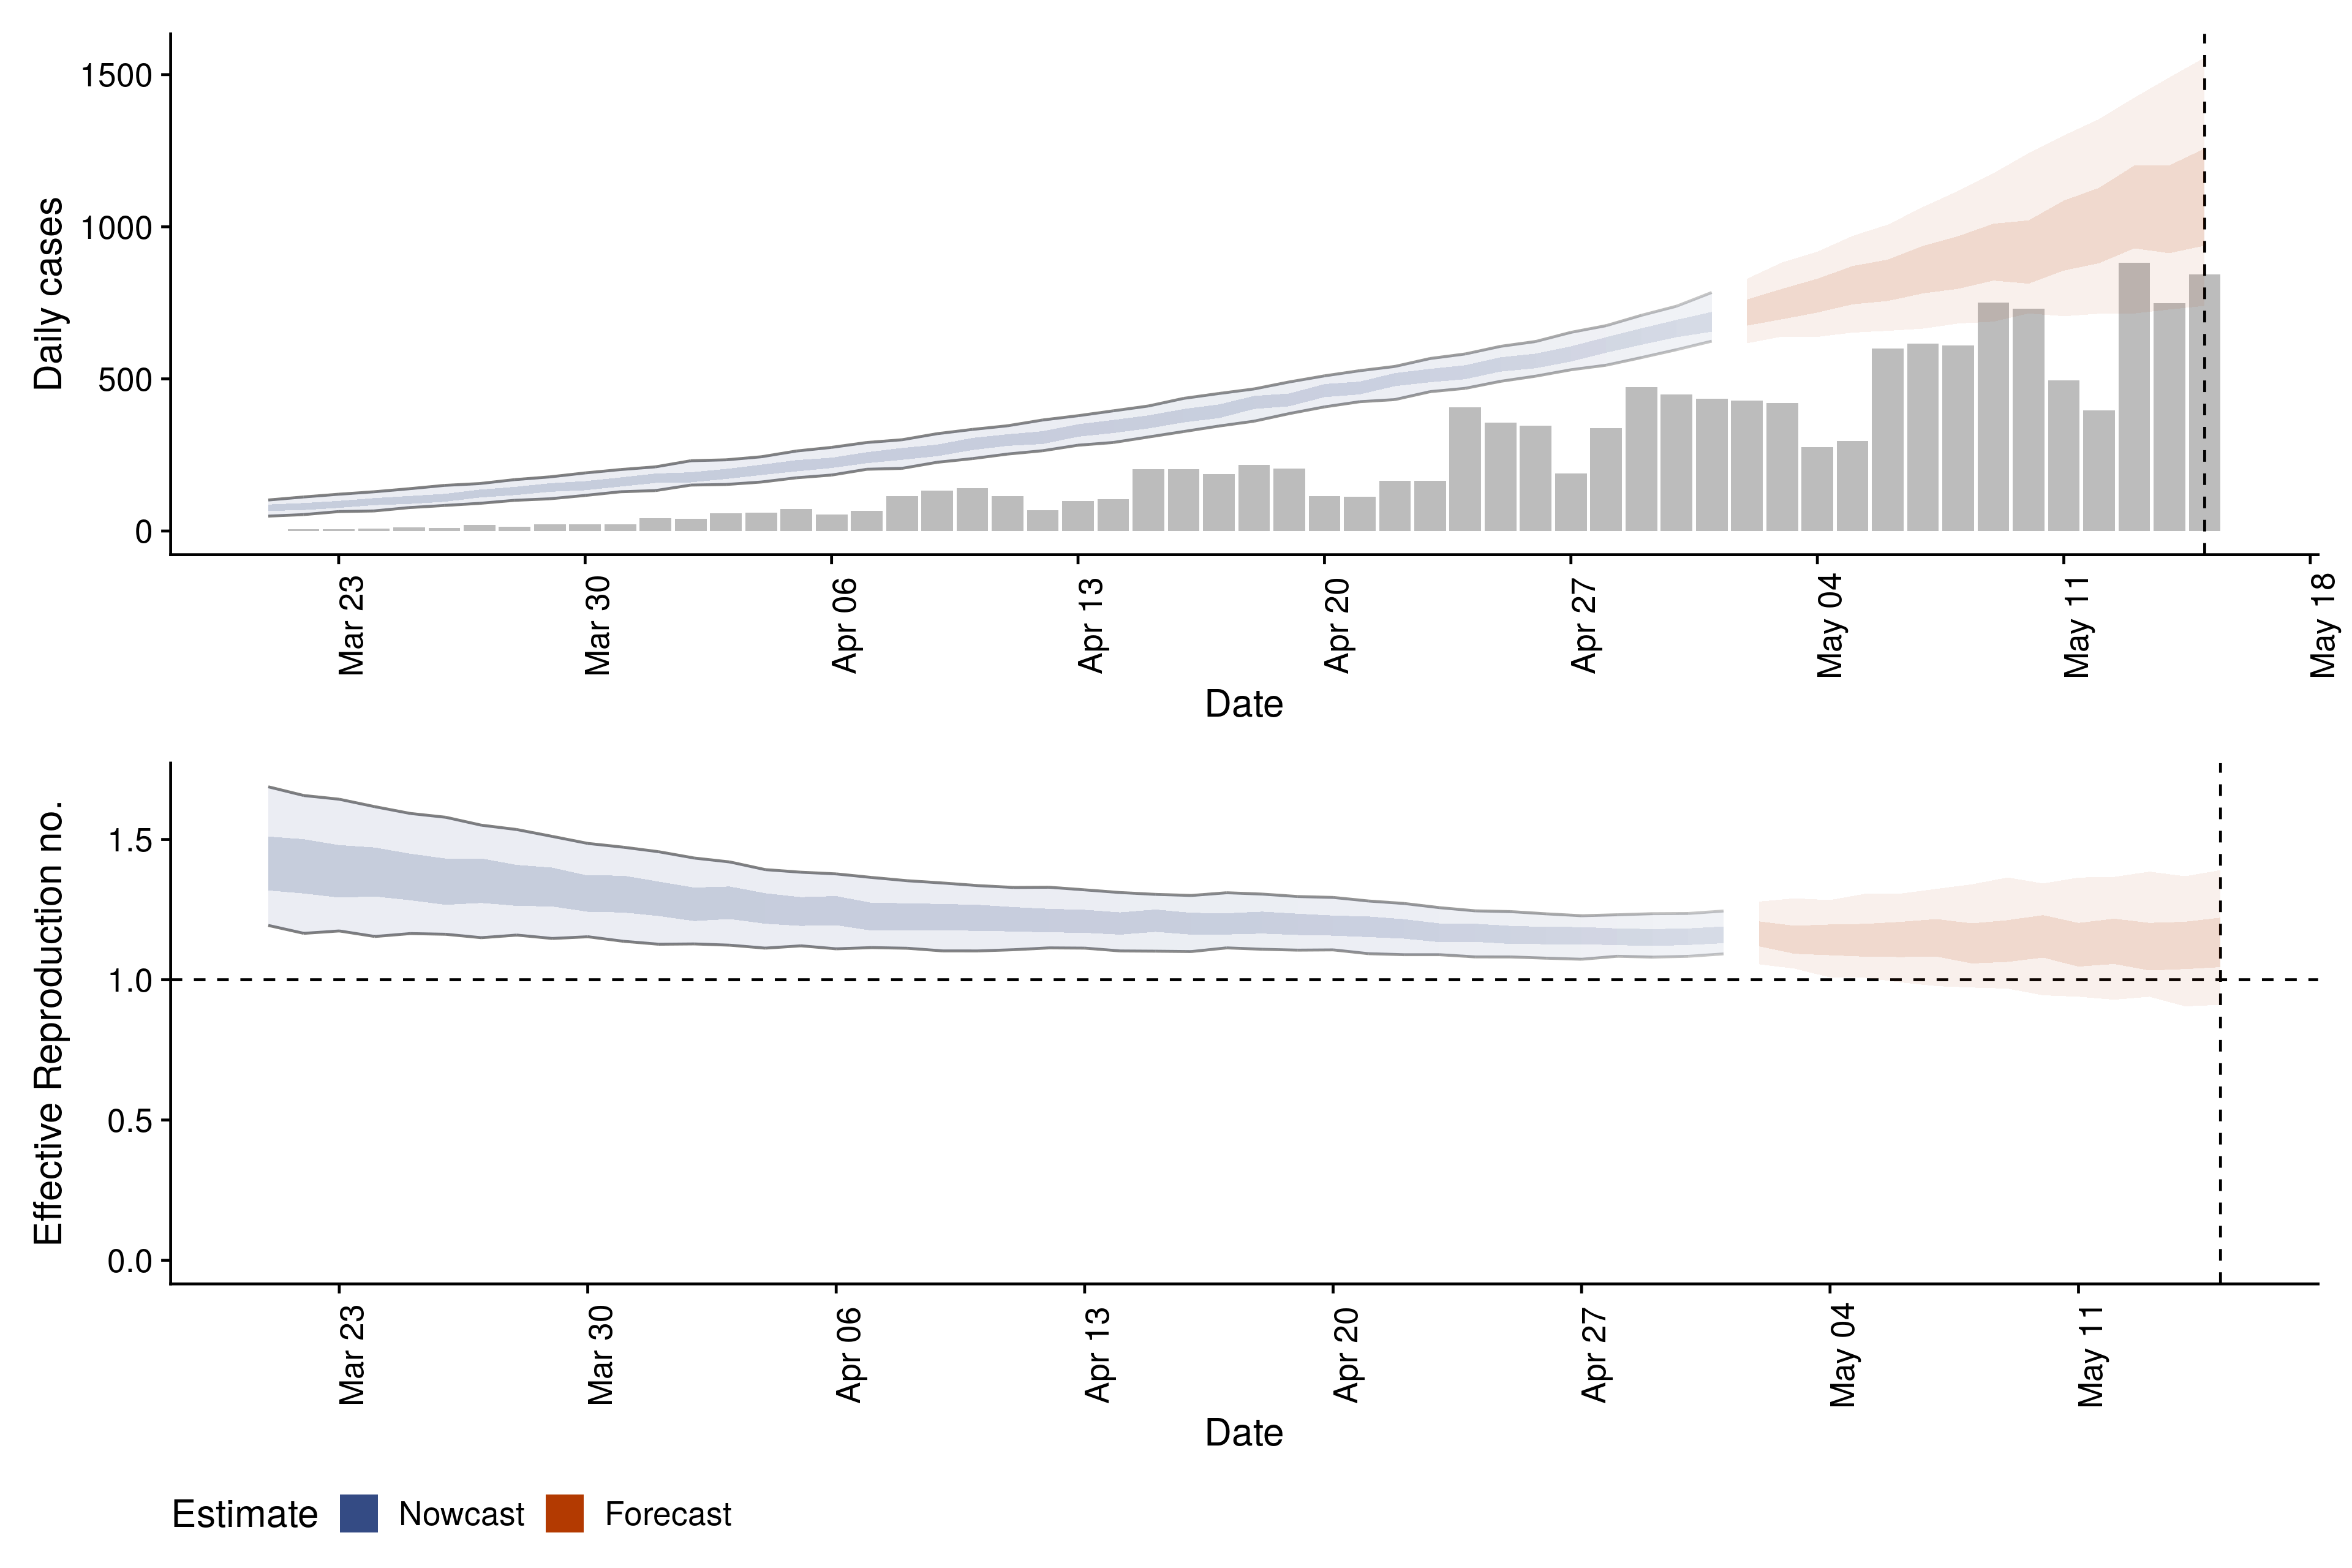 1500
1000
500
0
Daily cases
Mar 23
Mar 30
Apr 06
Apr 13
Apr 20
Apr 27
May 04
May 11
May 18
Date
1.5
1.0
0.5
0.0
Effective Reproduction no.
Mar 23
Mar 30
Apr 06
Apr 13
Apr 20
Apr 27
May 04
May 11
Date
Estimate Nowcast Forecast